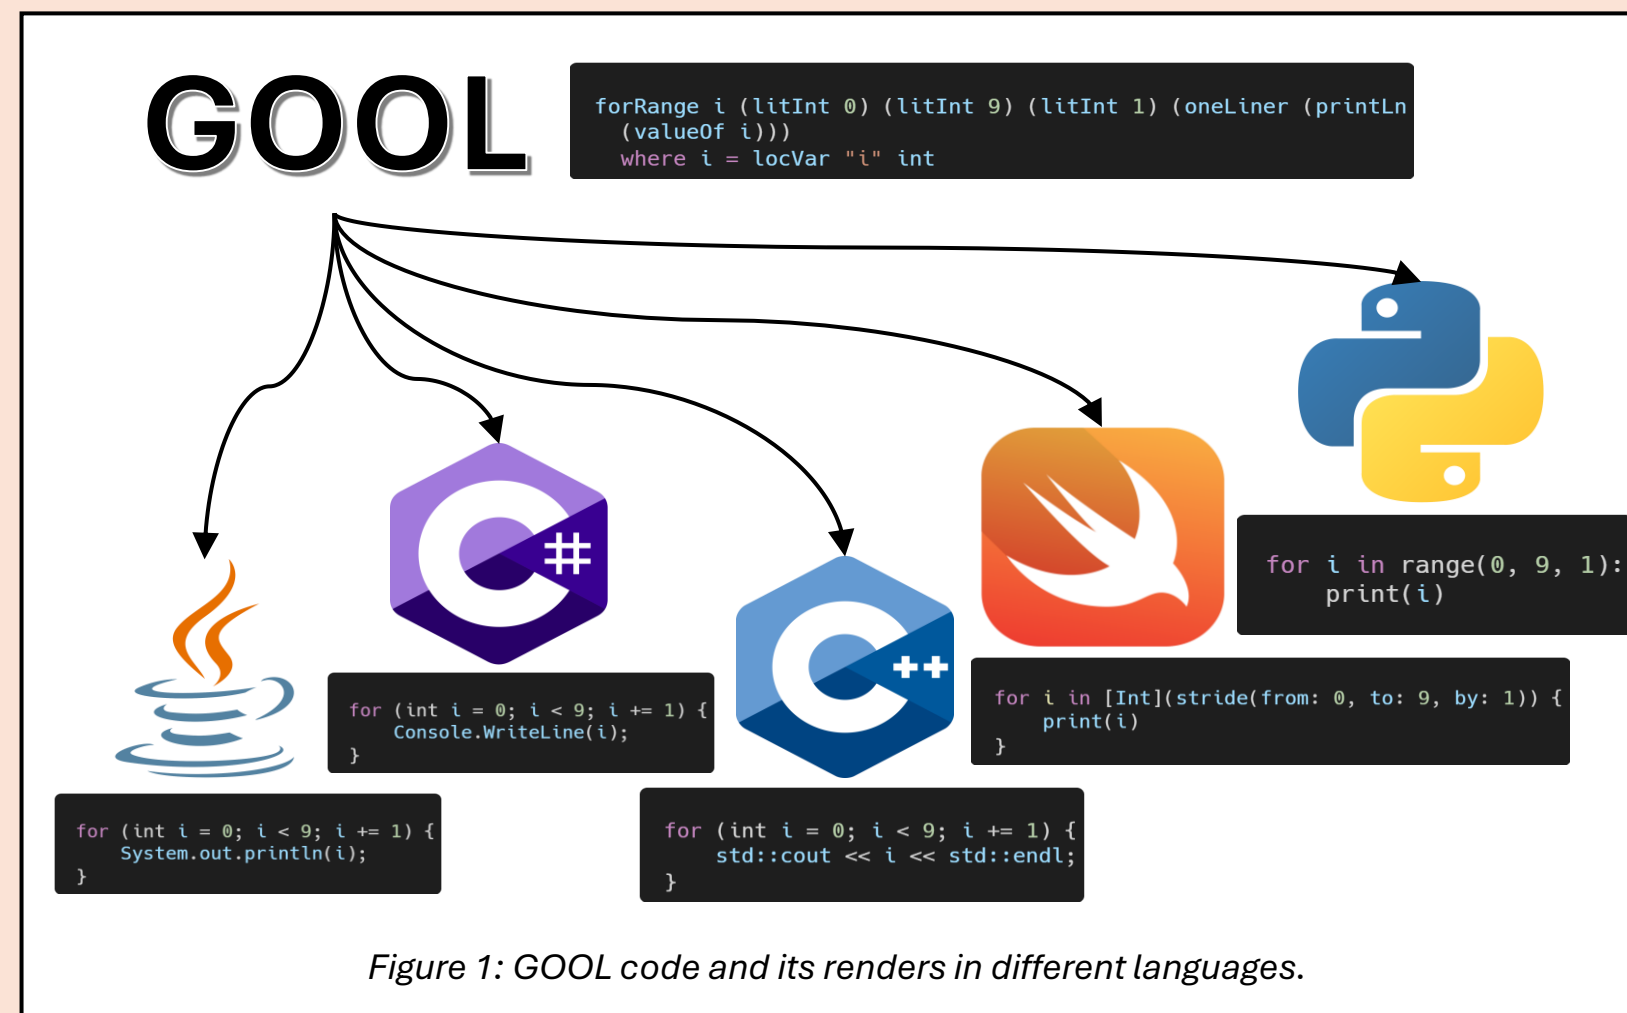 GOOL
forRange i (litInt 0) (litInt 9) (litInt 1) (oneLiner (printLn
(valueOf i)))
where i = locVar "i" int
for i in range(0, 9, 1):
print(i)
#
++
for i in [Int](stride(from: 0, to: 9, by: 1)) {
print(i)
}
for (int i = 0; i < 9; i += 1) {
Console.WriteLine(i);
}
for (int i = 0; i < 9; i += 1) {
System.out.println(i);
}
for (int i = 0; i < 9; i += 1) {
std::cout << i << std::endl;
}
Figure 1: GOOL code and its renders in different languages.